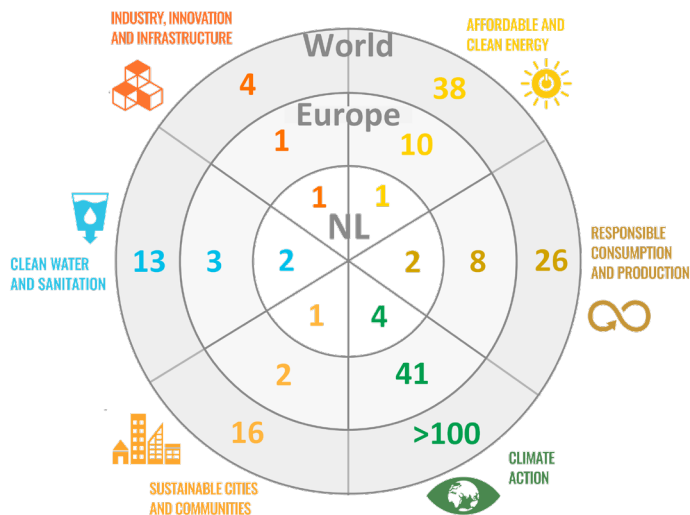 INDUSTRY, INNOVATION
AND INFRASTRUCTURE
AFFORDABLE AND
CLEAN ENERGY
World
4
38
Europe
1
10
1
1
NL
CLEAN WATER
AND SANITATION
13
3
2
2
8
26
RESPONSIBLE
CONSUMPTION
AND PRODUCTION
1
4
2
41
16
>100
CLIMATE
ACTION
SUSTAINABLE CITIES
AND COMMUNITIES